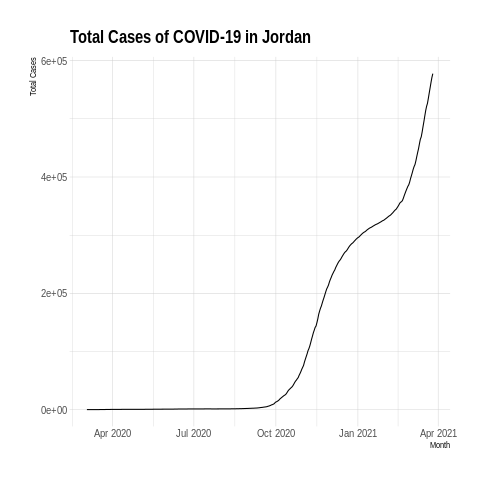 Total Cases of COVID-19 in Jordan
Total Cases
6e+05
4e+05
2e+05
0e+00
Apr 2020
Jul 2020
Oct 2020
Jan 2021
Apr 2021
Month